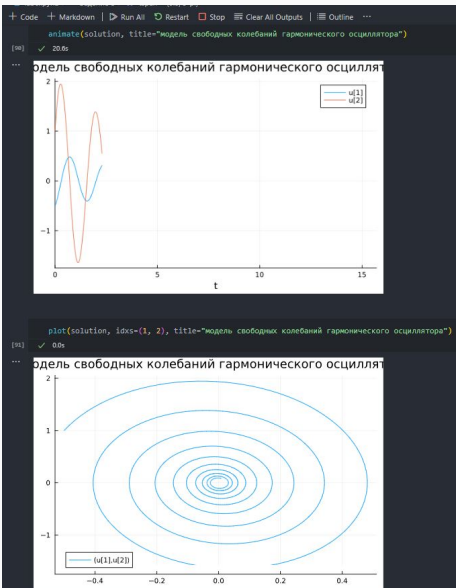 + Code + Markdown | Run All Restart Stop Clear All Outputs | Outline ...
animate(solution, title="модель свободных колебаний гармонического осциллятора")
[90] ✓ 20.8s
...
одель свободных колебаний гармонического осциллят
u[1]
u[2]
2
1
0
−1
0 5 10 15
t
plot(solution, idxs=(1, 2), title="модель свободных колебаний гармонического осциллятора")
[91] ✓ 0.0s
...
одель свободных колебаний гармонического осциллят
2
1
0
−1
(u[1],u[2])
−0.4 −0.2 0.0 0.2 0.4